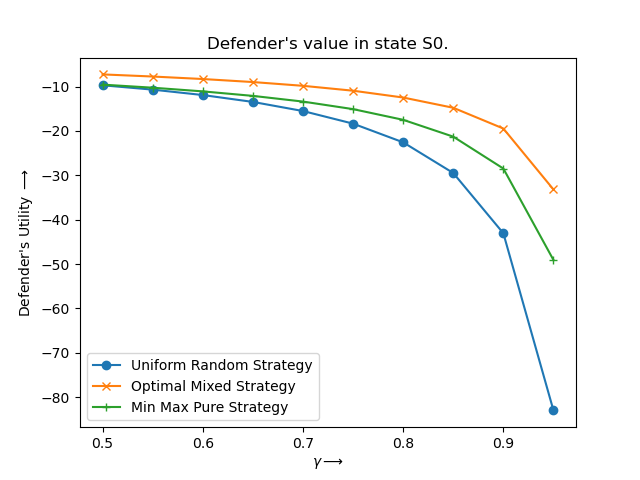 Defender's value in state S0.
Defender's Utility ⟶
−10
−20
−30
−40
−50
−60
−70
−80
Uniform Random Strategy
Optimal Mixed Strategy
Min Max Pure Strategy
0.5 0.6 0.7 0.8 0.9
γ ⟶